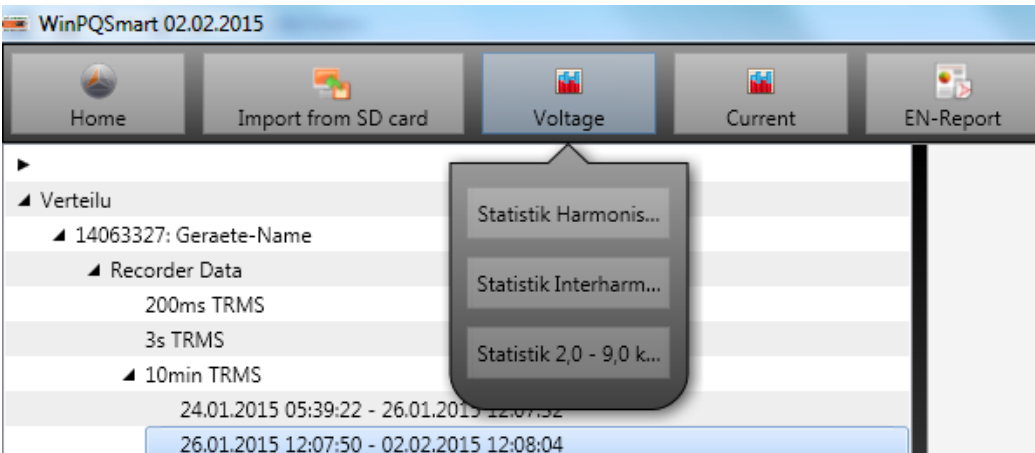 WinPQSmart 02.02.2015
Home
Import from SD card
Voltage
Current
EN-Report
Verteilu
14063327: Geraete-Name
Recorder Data
200ms TRMS
3s TRMS
10min TRMS
24.01.2015 05:39:22 - 26.01.2015 12:07:32
26.01.2015 12:07:50 - 02.02.2015 12:08:04
Statistik Harmonis...
Statistik Interharm...
Statistik 2,0 - 9,0 k...